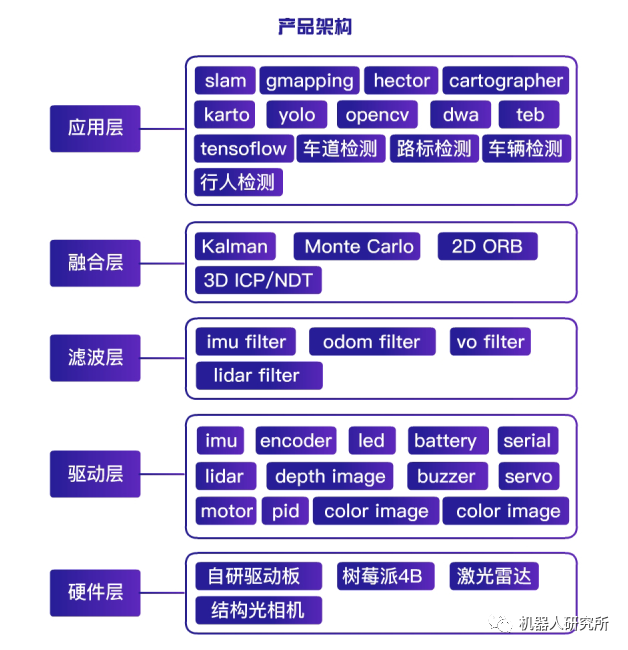 产品架构
应用层
slam gmapping hector cartographer
karto yolo opencv dwa teb
tensoflow 车道检测 路标检测 车辆检测
行人检测
融合层
Kalman Monte Carlo 2D ORB
3D ICP/NDT
滤波层
imu filter odom filter vo filter
lidar filter
驱动层
imu encoder led battery serial
lidar depth image buzzer servo
motor pid color image color image
硬件层
自研驱动板 树莓派4B 激光雷达
结构光相机
机器人研究所